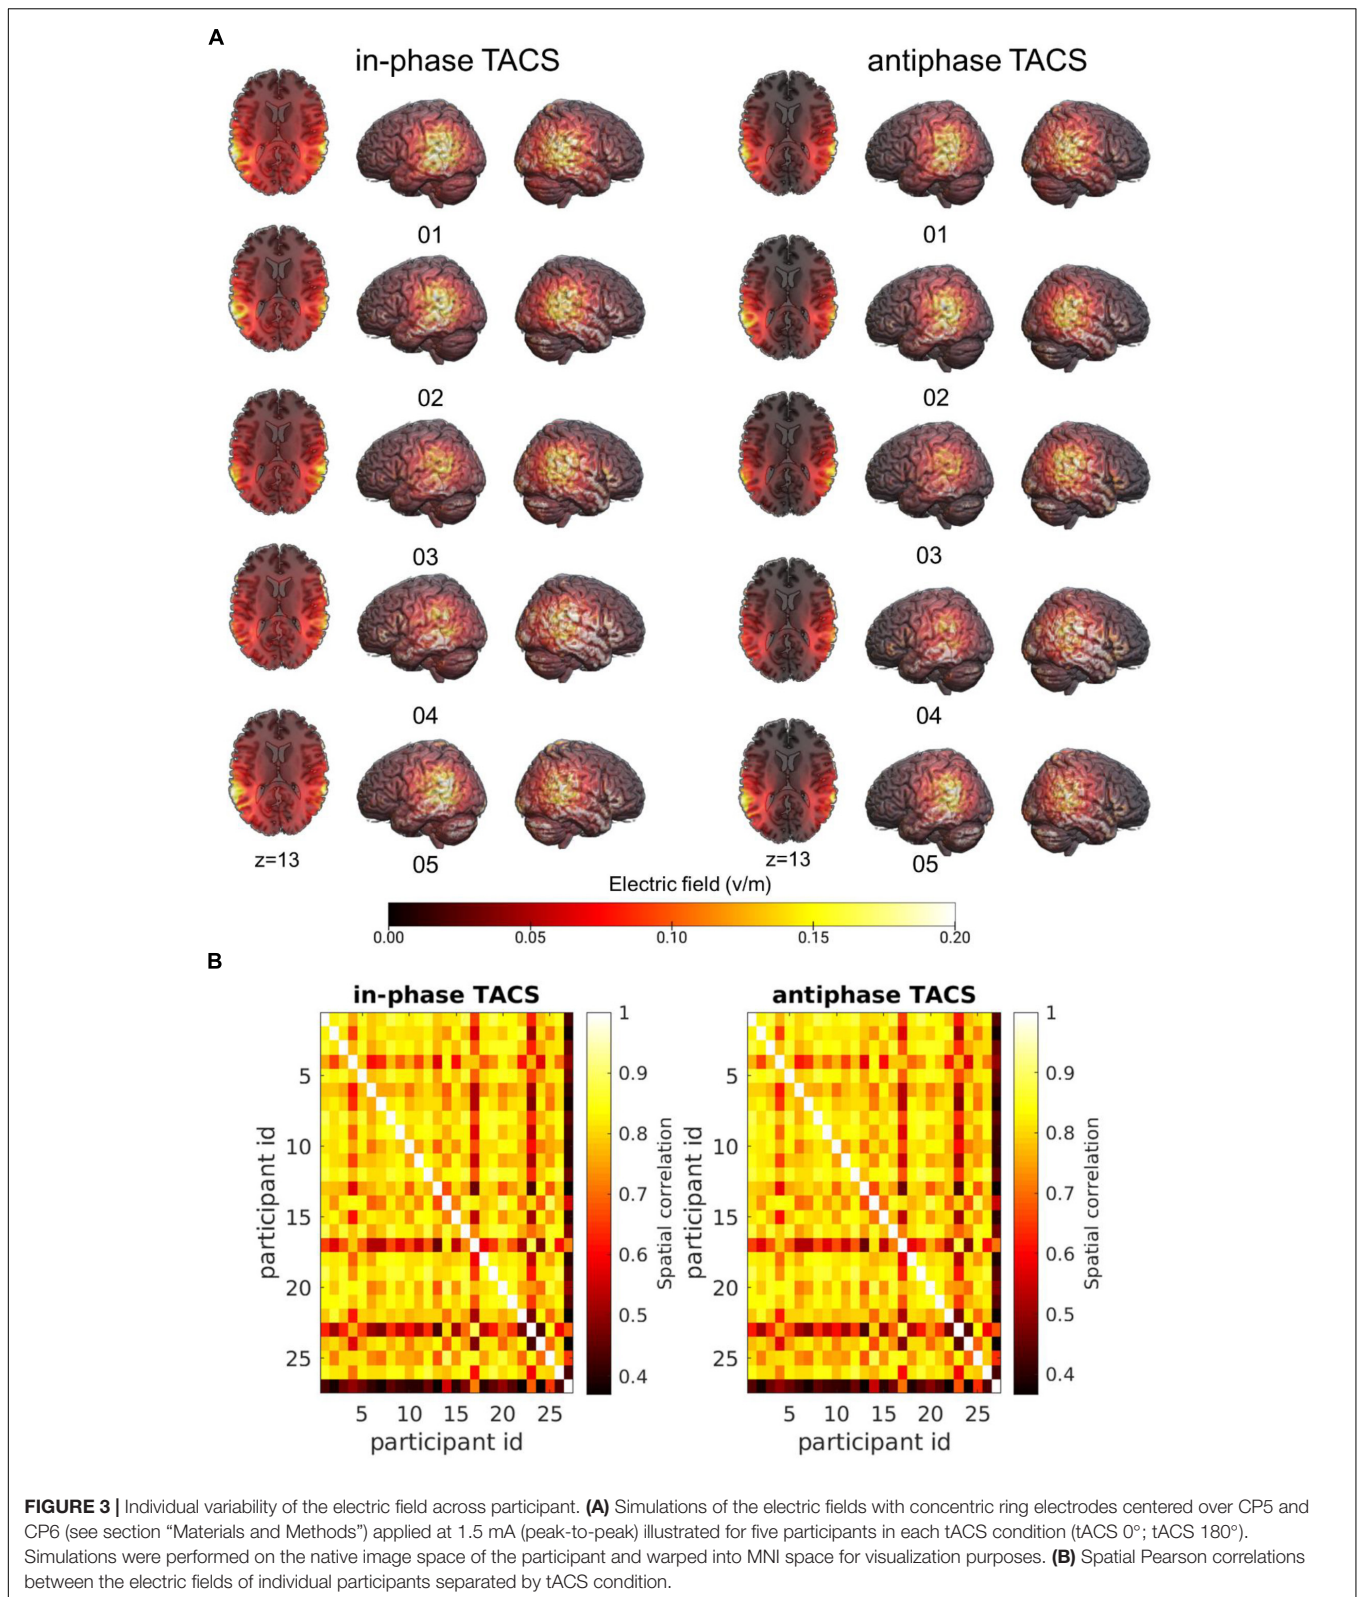 A
in-phase TACS
antiphase TACS
01
01
02
02
03
03
04
04
z=13
05
z=13
05
Electric field (v/m)
0.00
0.05
0.10
0.15
0.20
B
in-phase TACS
antiphase TACS
5
10
15
20
25
participant id
5
10
15
20
25
participant id
1
0.9
0.8
0.7
0.6
0.5
0.4
Spatial correlation
5
10
15
20
25
participant id
5
10
15
20
25
participant id
1
0.9
0.8
0.7
0.6
0.5
0.4
Spatial correlation
FIGURE 3 | Individual variability of the electric field across participant. (A) Simulations of the electric fields with concentric ring electrodes centered over CP5 and
CP6 (see section “Materials and Methods”) applied at 1.5 mA (peak-to-peak) illustrated for five participants in each tACS condition (tACS 0°; tACS 180°).
Simulations were performed on the native image space of the participant and warped into MNI space for visualization purposes. (B) Spatial Pearson correlations
between the electric fields of individual participants separated by tACS condition.